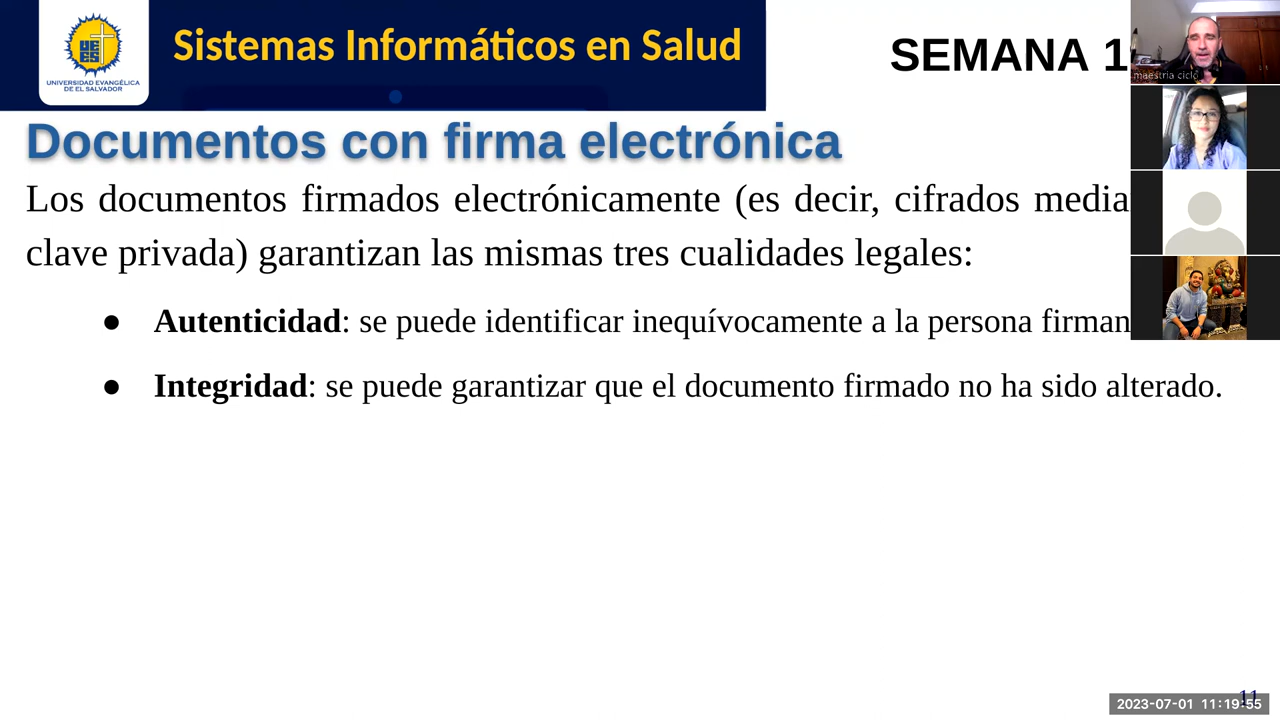 Sistemas Informáticos en Salud
SEMANA 1
UNIVERSIDAD EVANGÉLICA
DE EL SALVADOR
maestria ciclo
Documentos con firma electrónica
Los documentos firmados electrónicamente (es decir, cifrados media
clave privada) garantizan las mismas tres cualidades legales:
● Autenticidad: se puede identificar inequívocamente a la persona firman
● Integridad: se puede garantizar que el documento firmado no ha sido alterado.
11
2023-07-01 11:19:55